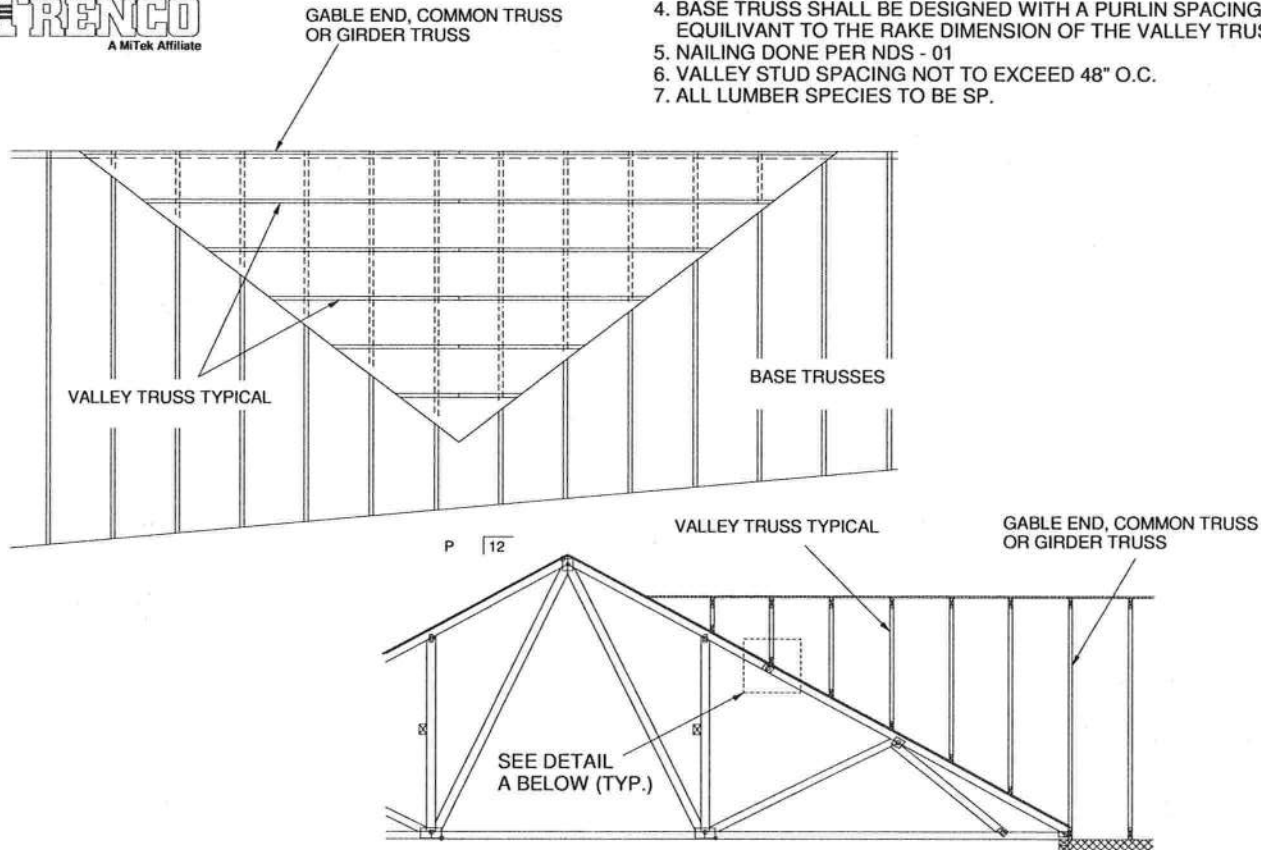 TRENCO
A MiTek Affiliate
GABLE END, COMMON TRUSS
OR GIRDER TRUSS
4. BASE TRUSS SHALL BE DESIGNED WITH A PURLIN SPACING
EQUILIVANT TO THE RAKE DIMENSION OF THE VALLEY TRUS
5. NAILING DONE PER NDS - 01
6. VALLEY STUD SPACING NOT TO EXCEED 48" O.C.
7. ALL LUMBER SPECIES TO BE SP.
VALLEY TRUSS TYPICAL
BASE TRUSSES
P 12
VALLEY TRUSS TYPICAL
GABLE END, COMMON TRUSS
OR GIRDER TRUSS
SEE DETAIL
A BELOW (TYP.)